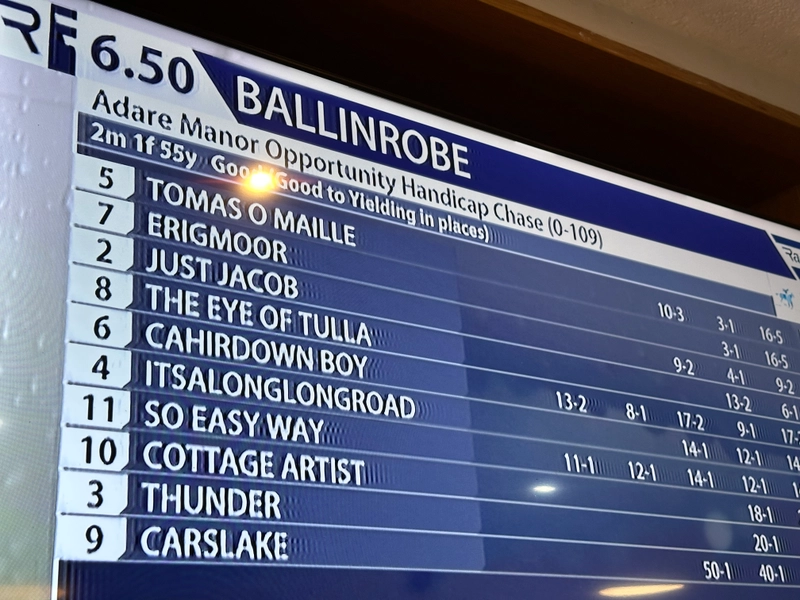 6.50 BALLINROBE
Adare Manor Opportunity Handicap Chase (0-109)
2m 1f 55y Good (Good to Yielding in places)
5 TOMAS O MAILLE 10-3 3-1 16-5
7 ERIGMOOR 3-1 16-5
2 JUST JACOB 9-2 4-1 9-2
8 THE EYE OF TULLA 13-2 6-1
6 CAHIRDOWN BOY 13-2 8-1 17-2 9-1
4 ITSALONGLONGROAD 14-1 12-1
11 SO EASY WAY 11-1 12-1 14-1 12-1
10 COTTAGE ARTIST 18-1
3 THUNDER 20-1
9 CARSLAKE 50-1 40-1